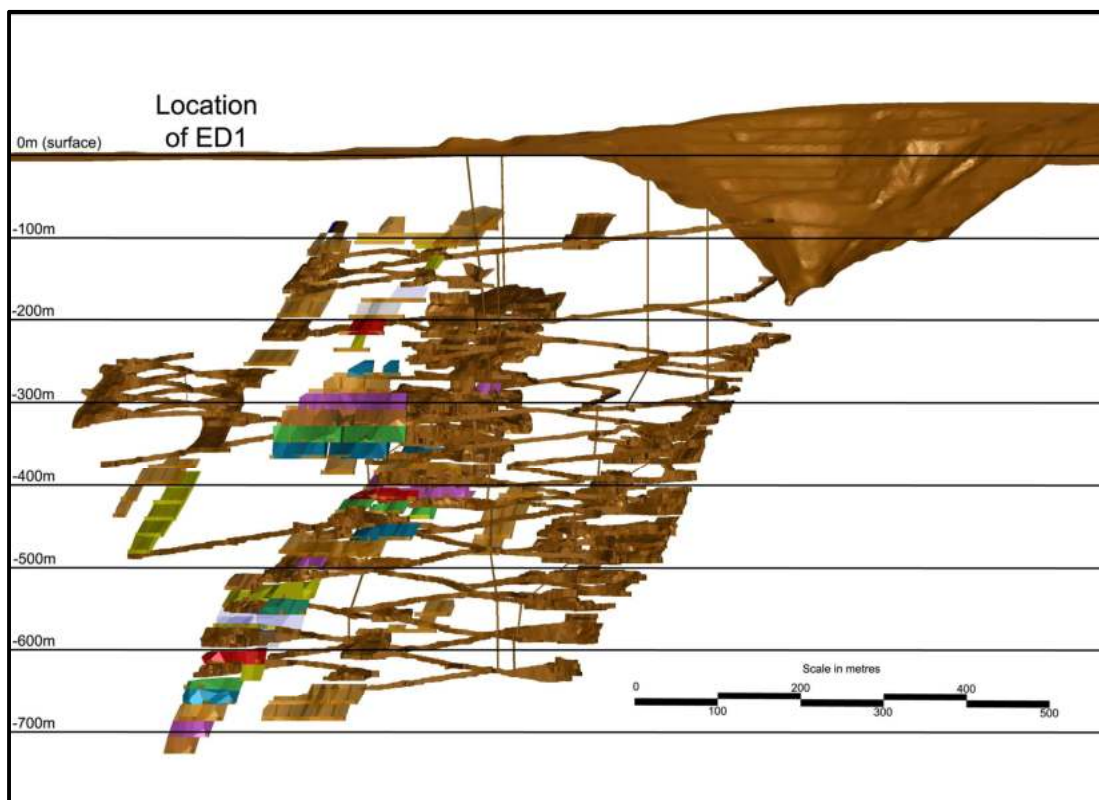 Location
of ED1
0m (surface)
-100m
-200m
-300m
-400m
-500m
-600m
-700m
Scale in metres
0 200 400
100 300 500